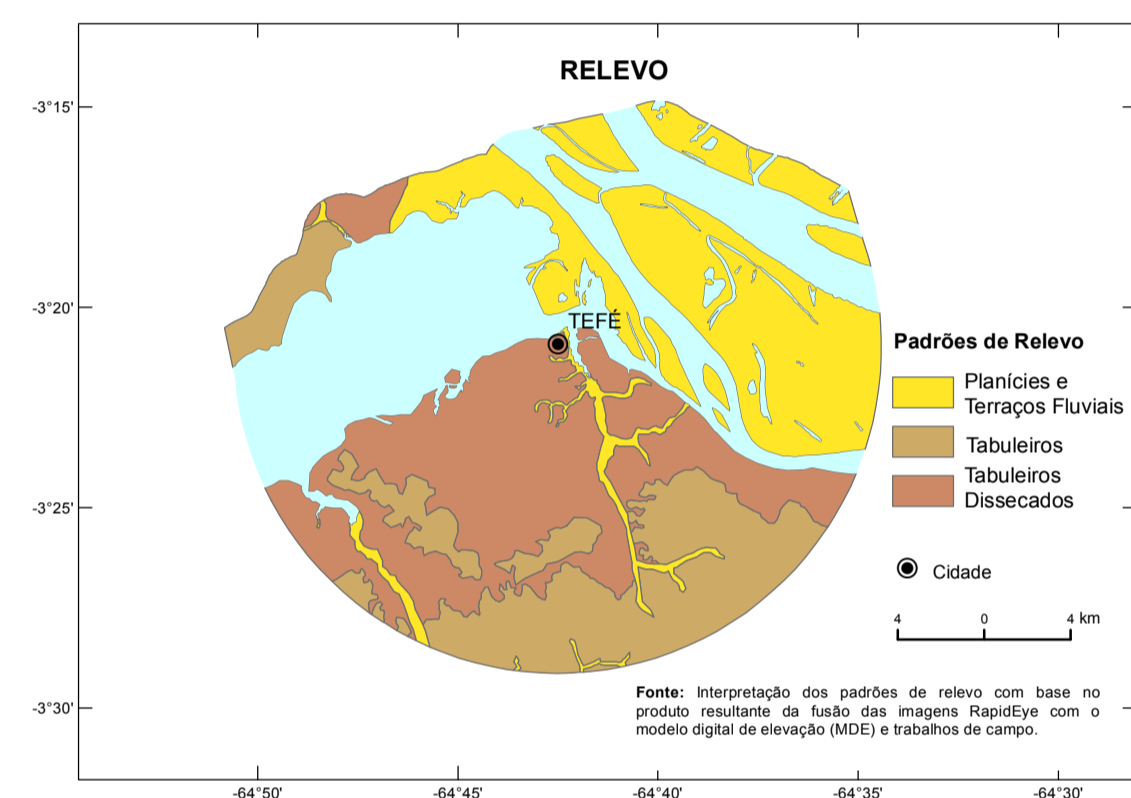 RELEVO
-3°15'
-3°20'
-3°25'
-3°30'
TEFÉ
Padrões de Relevo
Planícies e
Terraços Fluviais
Tabuleiros
Tabuleiros
Dissecados
Cidade
4 0 4 km
Fonte: Interpretação dos padrões de relevo com base no
produto resultante da fusão das imagens RapidEye com o
modelo digital de elevação (MDE) e trabalhos de campo.
-64°50' -64°45' -64°40' -64°35' -64°30'